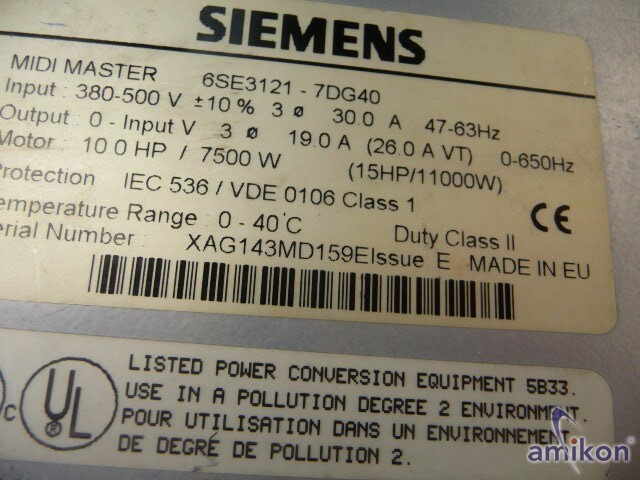 SIEMENS
MIDI MASTER 6SE3121 - 7DG40
Input : 380-500 V ±10 % 3 ø 30.0 A 47-63Hz
Output : 0 - Input V 3 ø 19.0 A (26.0 A VT) 0-650Hz
Motor : 10 0 HP / 7500 W (15HP/11000W)
Protection IEC 536 / VDE 0106 Class 1
emperature Range : 0 - 40°C Duty Class II CE
erial Number : XAG143MD159EIssue E MADE IN EU
LISTED POWER CONVERSION EQUIPMENT 5B33.
USE IN A POLLUTION DEGREE 2 ENVIRONMENT.
POUR UTILISATION DANS UN ENVIRONNEMENT
DE DEGRÉ DE POLLUTION 2.
c UL ®
amikon